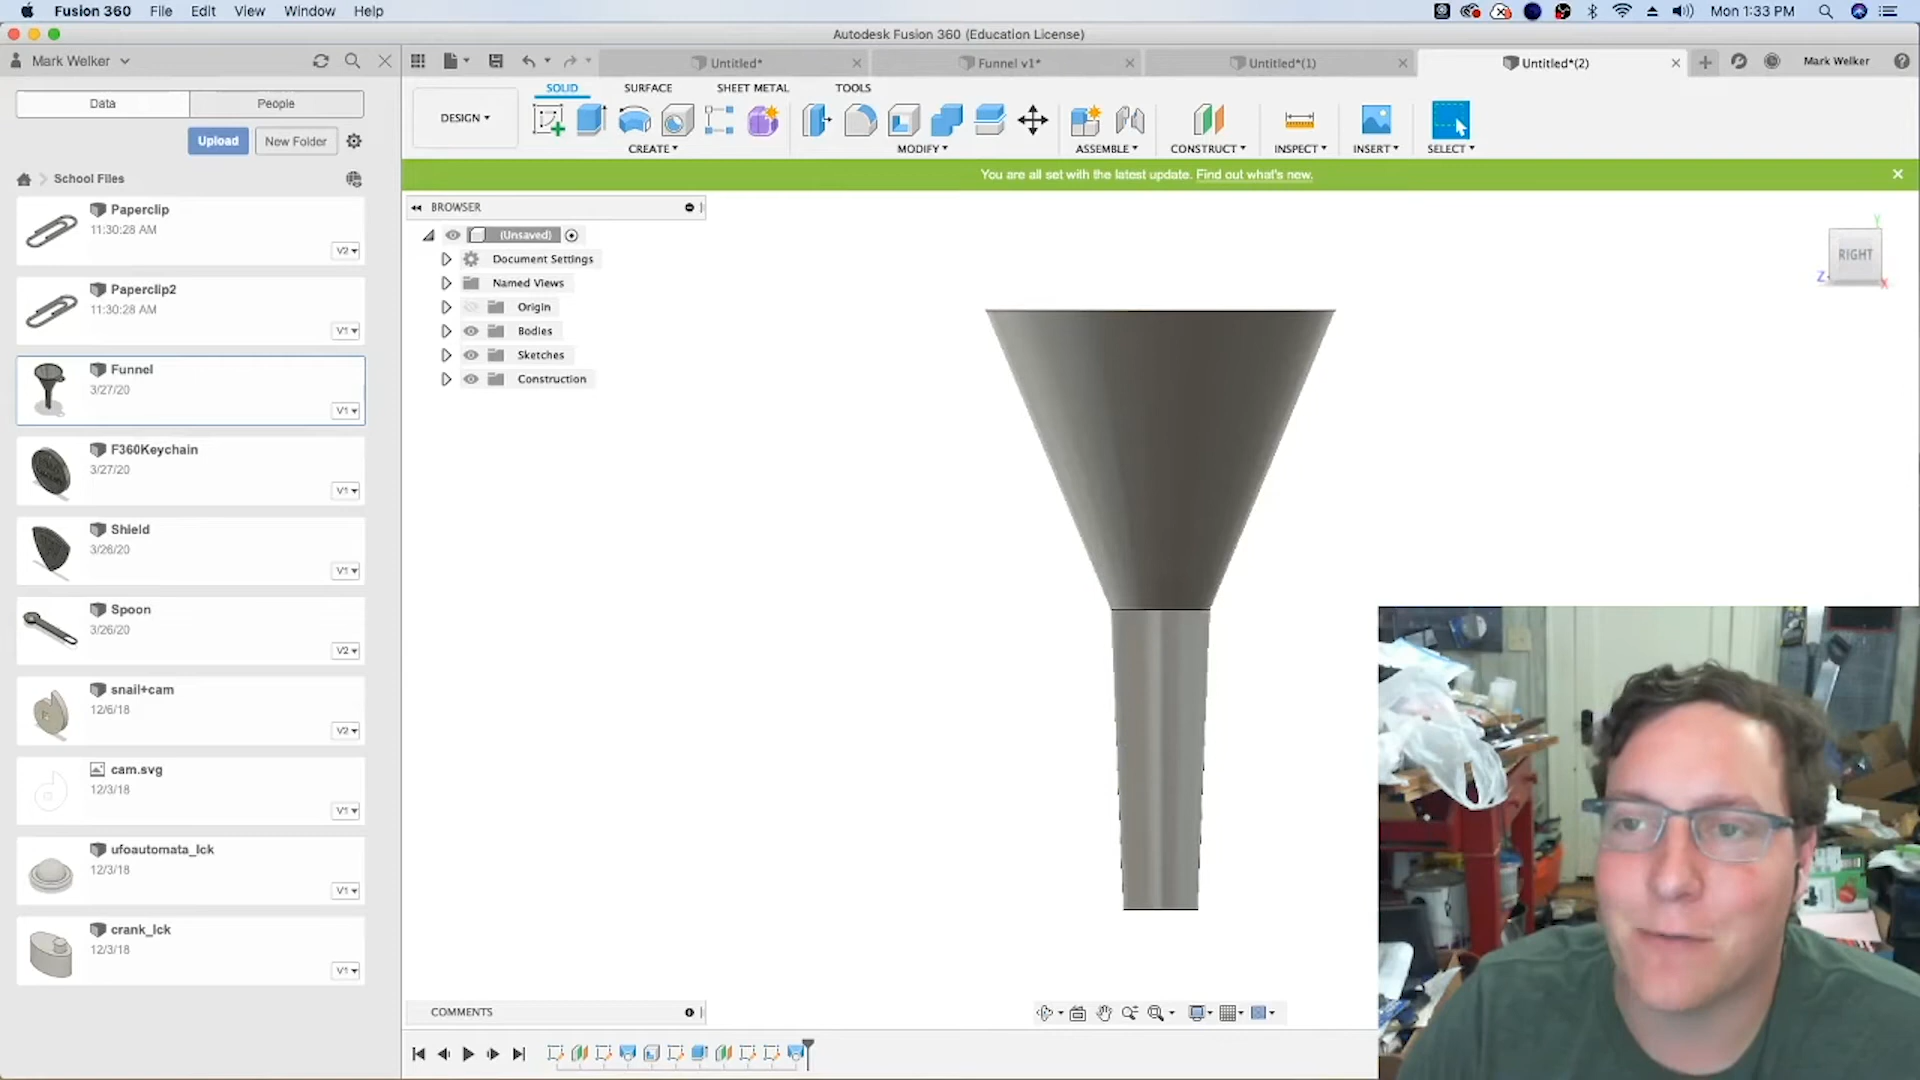 Fusion 360 File Edit View Window Help
Mon 1:33 PM
Autodesk Fusion 360 (Education License)
Mark Welker
Untitled*
Funnel v1*
Untitled*(1)
Untitled*(2)
Mark Welker
Data
People
Upload
New Folder
School Files
Paperclip
11:30:28 AM
V2
Paperclip2
11:30:28 AM
V1
Funnel
3/27/20
V1
F360Keychain
3/27/20
V1
Shield
3/26/20
V1
Spoon
3/26/20
V2
snail+cam
12/6/18
V2
cam.svg
12/3/18
V1
ufoautomata_lck
12/3/18
V1
crank_lck
12/3/18
V1
DESIGN
SOLID
SURFACE
SHEET METAL
TOOLS
CREATE
MODIFY
ASSEMBLE
CONSTRUCT
INSPECT
INSERT
SELECT
You are all set with the latest update. Find out what's new.
BROWSER
(Unsaved)
Document Settings
Named Views
Origin
Bodies
Sketches
Construction
Y
RIGHT
Z
X
COMMENTS